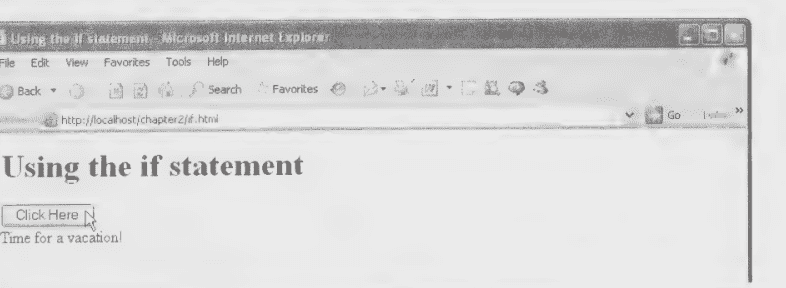 Using the if statement - Microsoft Internet Explorer
File Edit View Favorites Tools Help
Back Search Favorites
http://localhost/chapter2/if.html Go »
Using the if statement
Click Here
Time for a vacation!